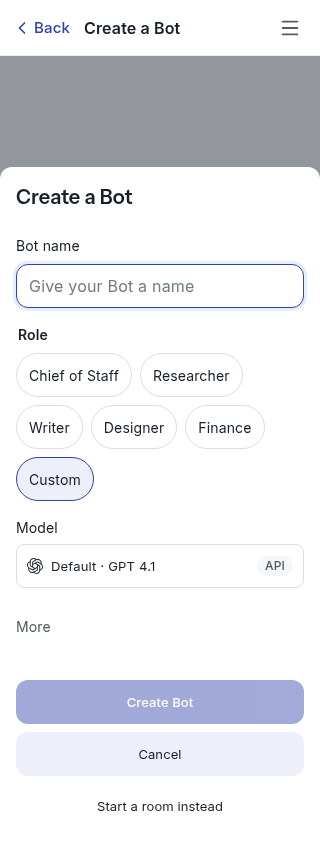 Back Create a Bot
Create a Bot
Bot name
Give your Bot a name
Role
Chief of Staff Researcher
Writer Designer Finance
Custom
Model
Default · GPT 4.1 API
More
Create Bot
Cancel
Start a room instead